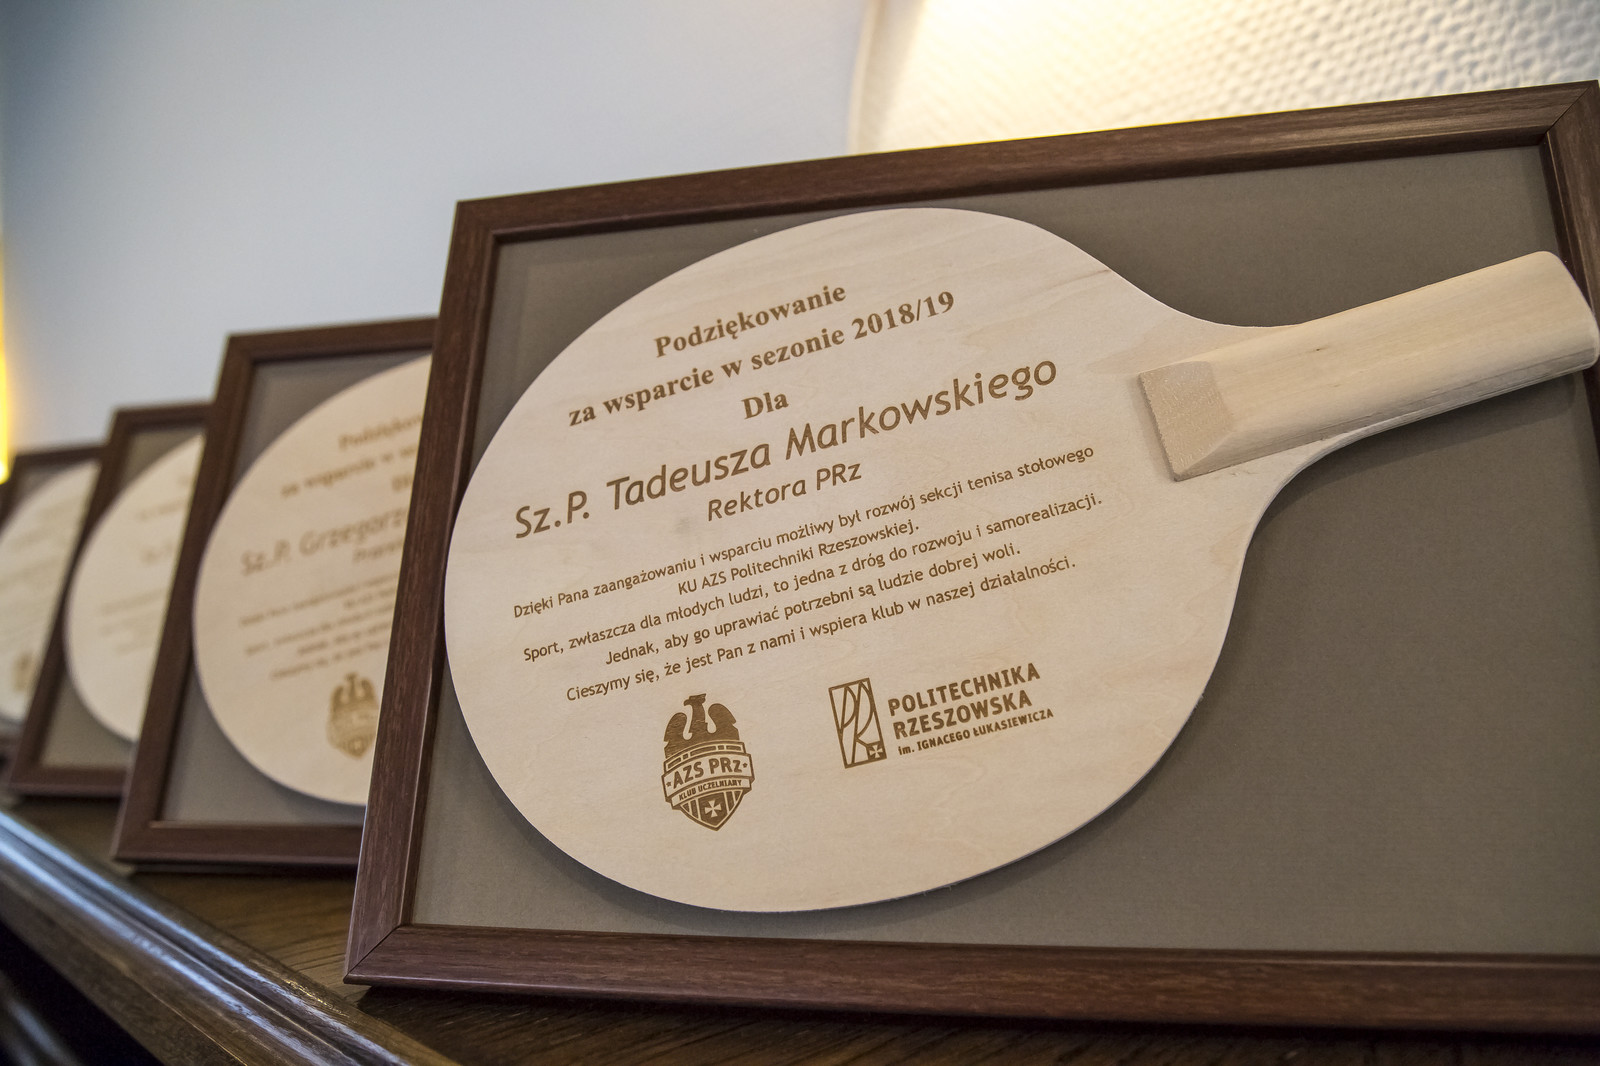 Podziękowanie
za wsparcie w sezonie 2018/19
Dla
Sz.P. Tadeusza Markowskiego
Rektora PRz
Dzięki Pana zaangażowaniu i wsparciu możliwy był rozwój sekcji tenisa stołowego
KU AZS Politechniki Rzeszowskiej.
Sport, zwłaszcza dla młodych ludzi, to jedna z dróg do rozwoju i samorealizacji.
Jednak, aby go uprawiać potrzebni są ludzie dobrej woli.
Cieszymy się, że jest Pan z nami i wspiera klub w naszej działalności.
AZS PRz
KLUB UCZELNIANY
POLITECHNIKA
RZESZOWSKA
im. IGNACEGO ŁUKASIEWICZA
Sz.P. Grzegorz